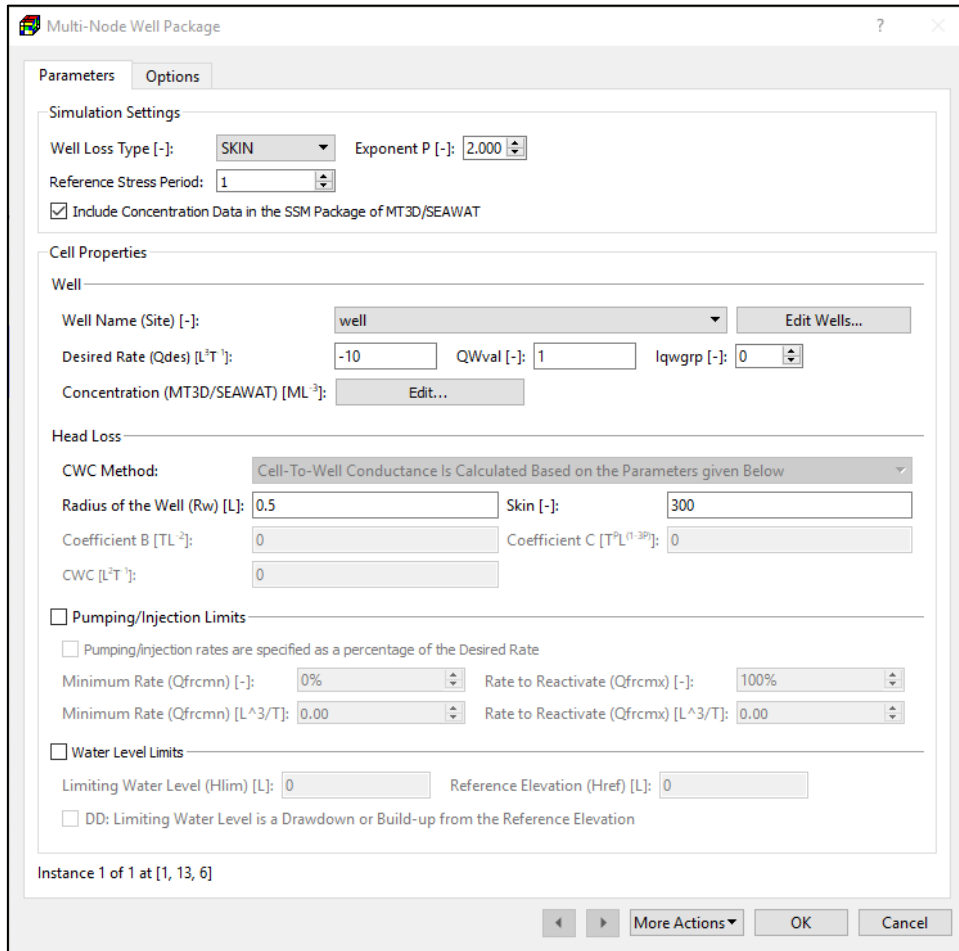 Multi-Node Well Package ?
Parameters Options
Simulation Settings
Well Loss Type [-]: SKIN Exponent P [-]: 2.000
Reference Stress Period: 1
Include Concentration Data in the SSM Package of MT3D/SEAWAT
Cell Properties
Well
Well Name (Site) [-]: well Edit Wells...
Desired Rate (Qdes) [L³T⁻¹]: -10 QWval [-]: 1 Iqwgrp [-]: 0
Concentration (MT3D/SEAWAT) [ML⁻³]: Edit...
Head Loss
CWC Method: Cell-To-Well Conductance Is Calculated Based on the Parameters given Below
Radius of the Well (Rw) [L]: 0.5 Skin [-]: 300
Coefficient B [TL⁻²]: 0 Coefficient C [TᴾL⁽¹⁻³ᴾ⁾]: 0
CWC [L²T⁻¹]: 0
Pumping/Injection Limits
Pumping/injection rates are specified as a percentage of the Desired Rate
Minimum Rate (Qfrcmn) [-]: 0% Rate to Reactivate (Qfrcmx) [-]: 100%
Minimum Rate (Qfrcmn) [L^3/T]: 0.00 Rate to Reactivate (Qfrcmx) [L^3/T]: 0.00
Water Level Limits
Limiting Water Level (Hlim) [L]: 0 Reference Elevation (Href) [L]: 0
DD: Limiting Water Level is a Drawdown or Build-up from the Reference Elevation
Instance 1 of 1 at [1, 13, 6]
More Actions OK Cancel